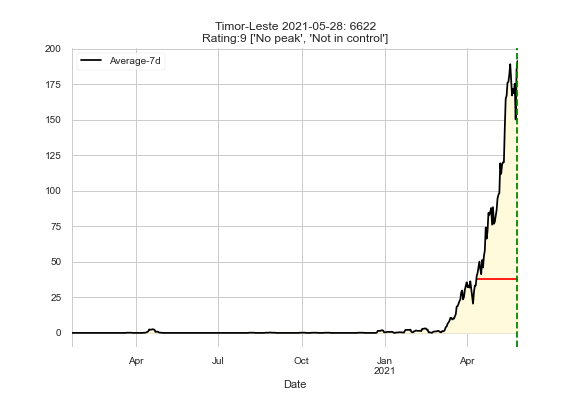 Timor-Leste 2021-05-28: 6622
Rating:9 ['No peak', 'Not in control']
Average-7d
200
175
150
125
100
75
50
25
0
Apr
Jul
Oct
Jan
2021
Apr
Date